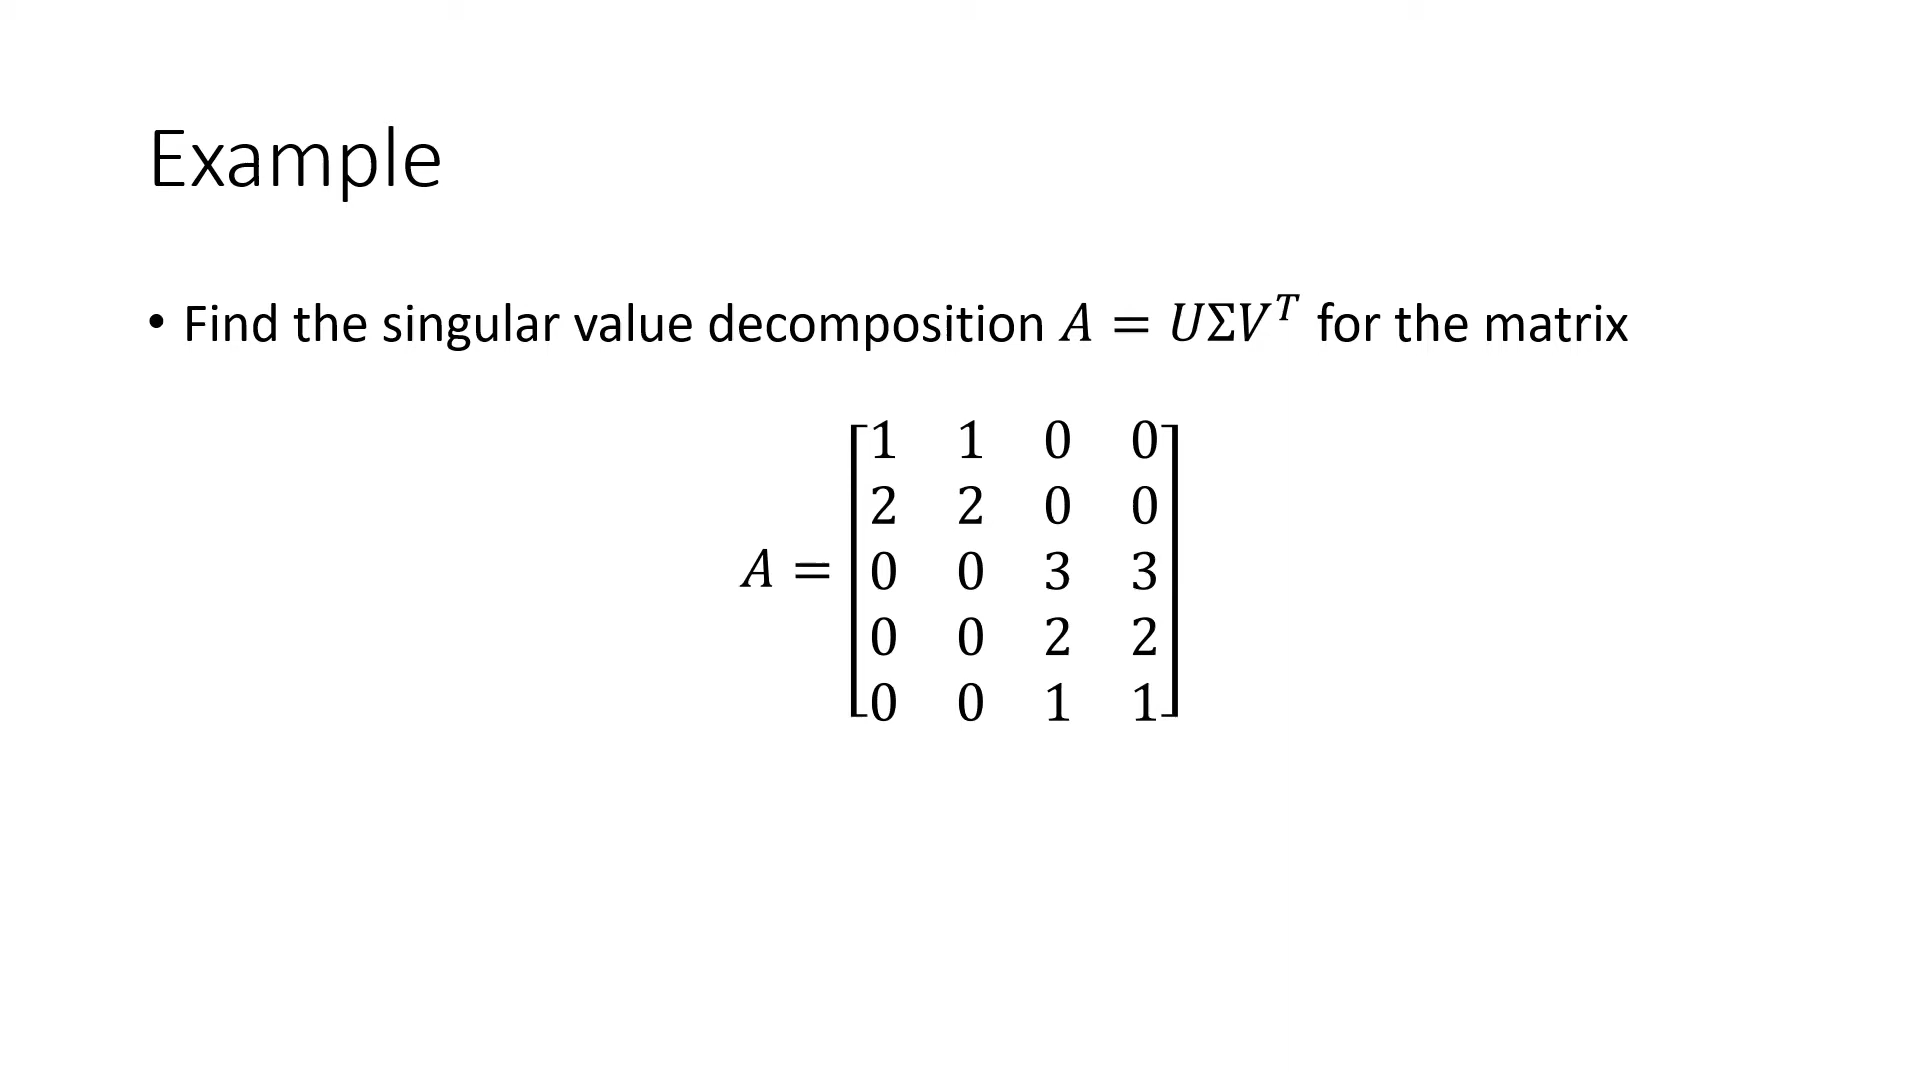 Example
• Find the singular value decomposition 𝐴 = 𝑈Σ𝑉ᵀ for the matrix
1 1 0 0
2 2 0 0
𝐴 = 0 0 3 3
0 0 2 2
0 0 1 1